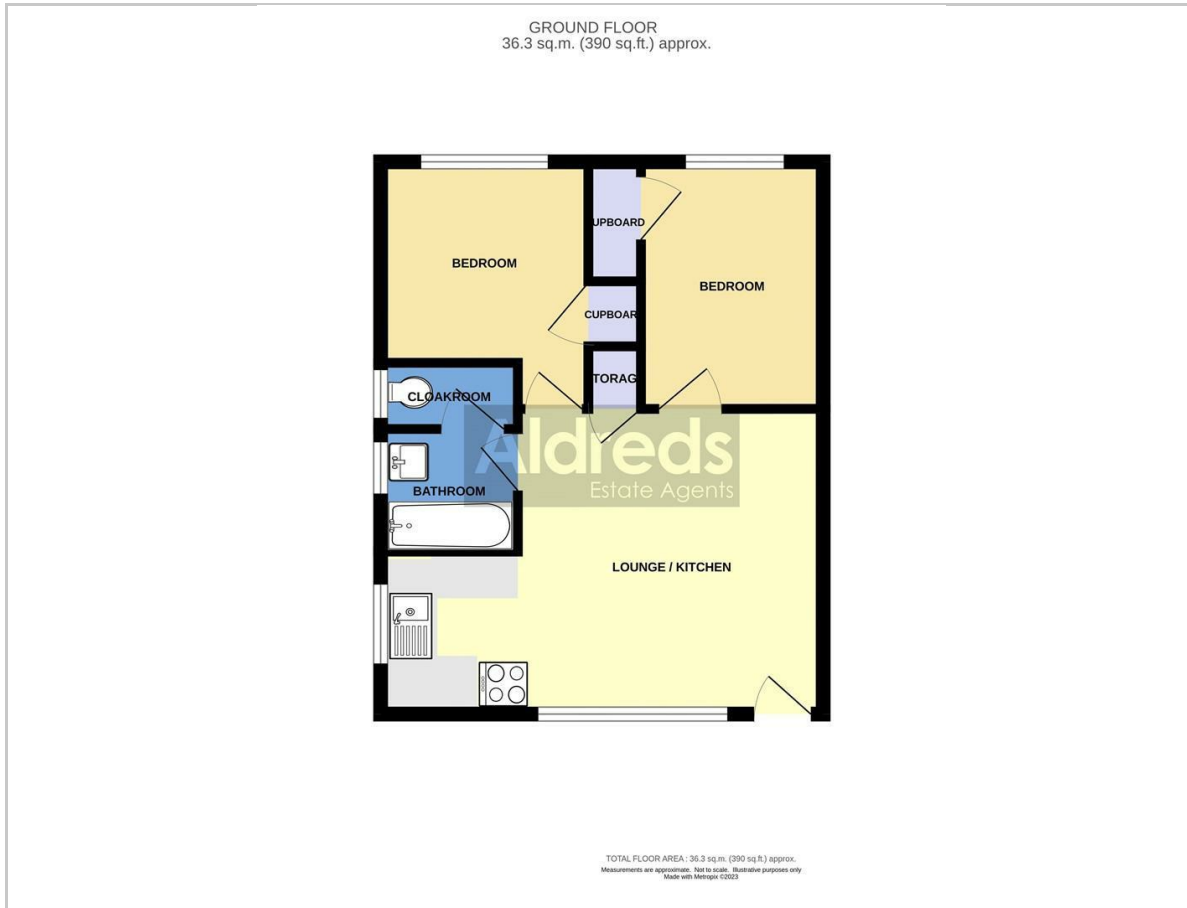 GROUND FLOOR
36.3 sq.m. (390 sq.ft.) approx.
UPBOARD
BEDROOM
BEDROOM
CUPBOAR
TORAG
CLOAKROOM
Aldreds
Estate Agents
BATHROOM
LOUNGE / KITCHEN
TOTAL FLOOR AREA : 36.3 sq.m. (390 sq.ft.) approx.
Measurements are approximate. Not to scale. Illustrative purposes only
Made with Metropix ©2023